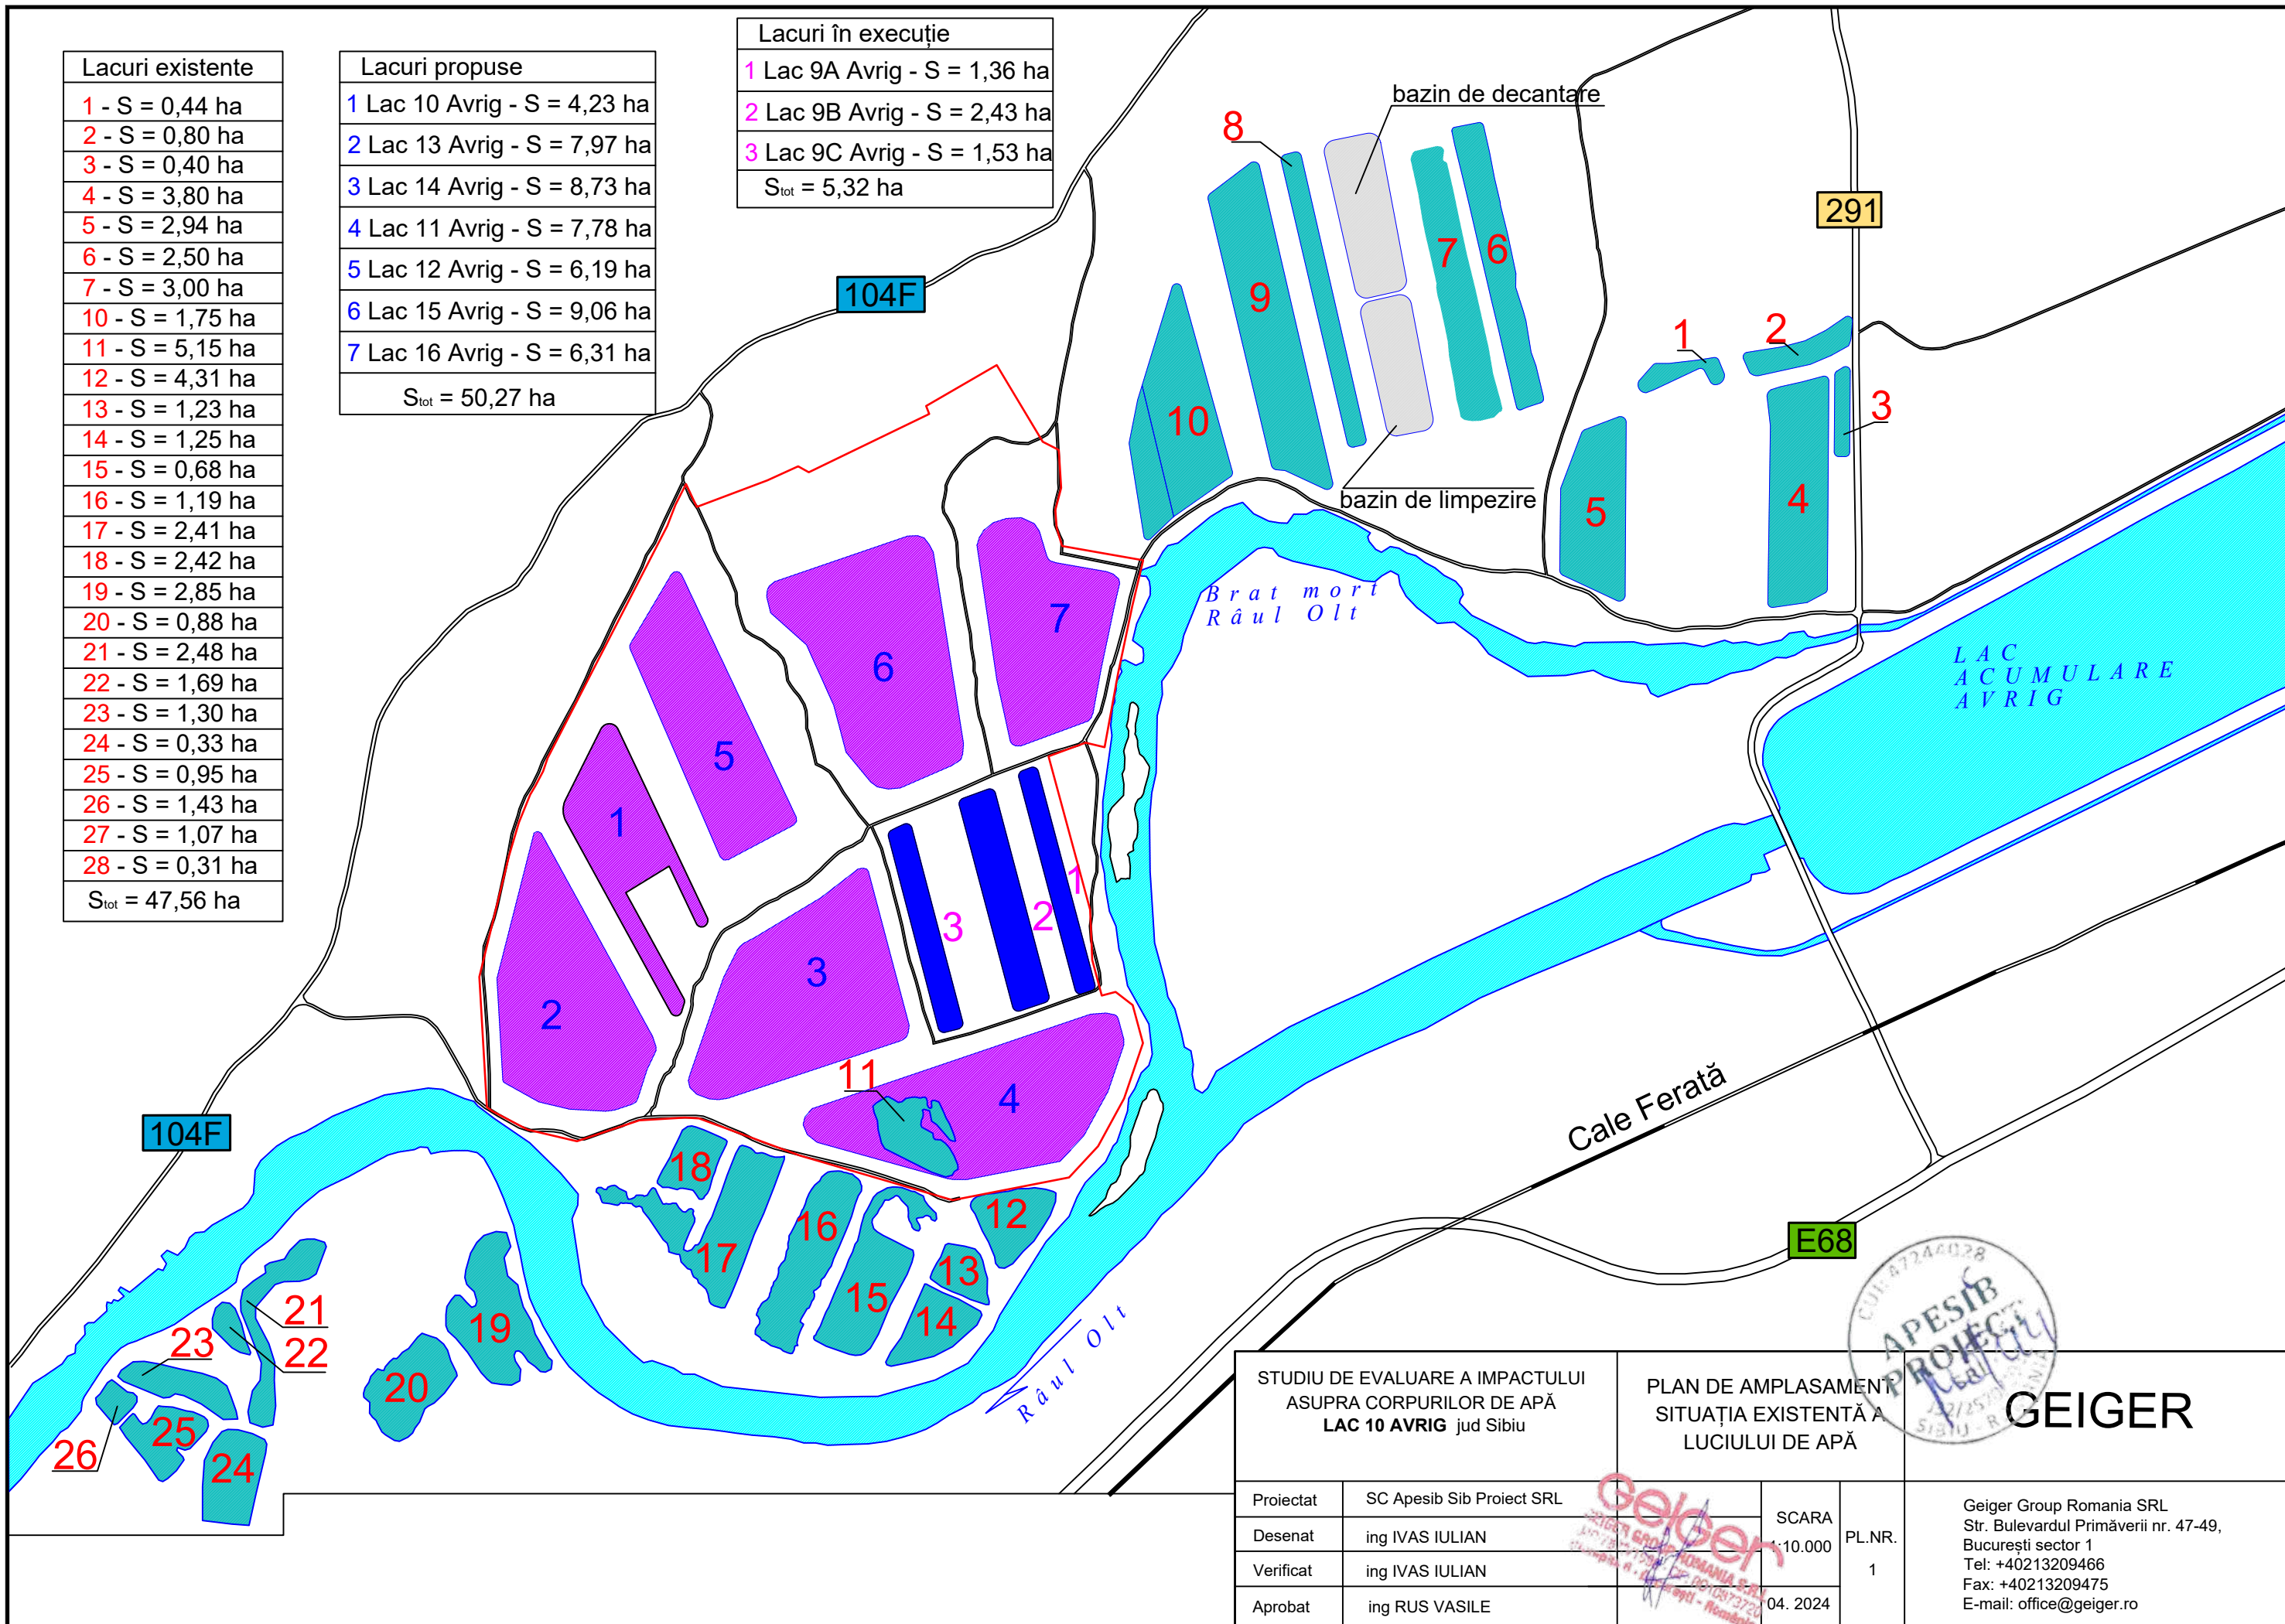 Lacuri existente
1 - S = 0,44 ha
2 - S = 0,80 ha
3 - S = 0,40 ha
4 - S = 3,80 ha
5 - S = 2,94 ha
6 - S = 2,50 ha
7 - S = 3,00 ha
10 - S = 1,75 ha
11 - S = 5,15 ha
12 - S = 4,31 ha
13 - S = 1,23 ha
14 - S = 1,25 ha
15 - S = 0,68 ha
16 - S = 1,19 ha
17 - S = 2,41 ha
18 - S = 2,42 ha
19 - S = 2,85 ha
20 - S = 0,88 ha
21 - S = 2,48 ha
22 - S = 1,69 ha
23 - S = 1,30 ha
24 - S = 0,33 ha
25 - S = 0,95 ha
26 - S = 1,43 ha
27 - S = 1,07 ha
28 - S = 0,31 ha
Stot = 47,56 ha
Lacuri propuse
1 Lac 10 Avrig - S = 4,23 ha
2 Lac 13 Avrig - S = 7,97 ha
3 Lac 14 Avrig - S = 8,73 ha
4 Lac 11 Avrig - S = 7,78 ha
5 Lac 12 Avrig - S = 6,19 ha
6 Lac 15 Avrig - S = 9,06 ha
7 Lac 16 Avrig - S = 6,31 ha
Stot = 50,27 ha
Lacuri în execuție
1 Lac 9A Avrig - S = 1,36 ha
2 Lac 9B Avrig - S = 2,43 ha
3 Lac 9C Avrig - S = 1,53 ha
Stot = 5,32 ha
bazin de decantare
8
291
7
6
9
104F
1
2
3
10
bazin de limpezire
5
4
Brat mort
Râul Olt
7
6
LAC
ACUMULARE
AVRIG
5
1
1
2
3
3
2
11
4
Cale Ferată
104F
18
12
16
17
E68
13
15
14
21
19
22
23
20
Râul Olt
25
26
24
STUDIU DE EVALUARE A IMPACTULUI
ASUPRA CORPURILOR DE APĂ
LAC 10 AVRIG jud Sibiu
PLAN DE AMPLASAMENT
SITUAȚIA EXISTENTĂ A
LUCIULUI DE APĂ
CUI: 47244028
APESIB
PROIECT
SIBIU
GEIGER
Proiectat SC Apesib Sib Proiect SRL
Desenat ing IVAS IULIAN
Verificat ing IVAS IULIAN
Aprobat ing RUS VASILE
Geiger
GEIGER GROUP ROMANIA S.R.L.
SCARA
1:10.000
04. 2024
PL.NR.
1
Geiger Group Romania SRL
Str. Bulevardul Primăverii nr. 47-49,
București sector 1
Tel: +40213209466
Fax: +40213209475
E-mail: office@geiger.ro